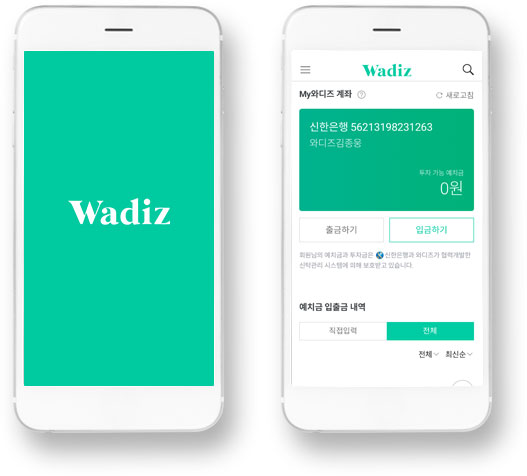 Wadiz
Wadiz
My와디즈 계좌 ? 새로고침
신한은행 56213198231263
와디즈김종웅
투자 가능 예치금
0원
출금하기 입금하기
회원님의 예치금과 투자금은 신한은행과 와디즈가 협력개발한
신탁관리 시스템에 의해 보호받고 있습니다.
예치금 입출금 내역
직접입력 전체
전체 최신순